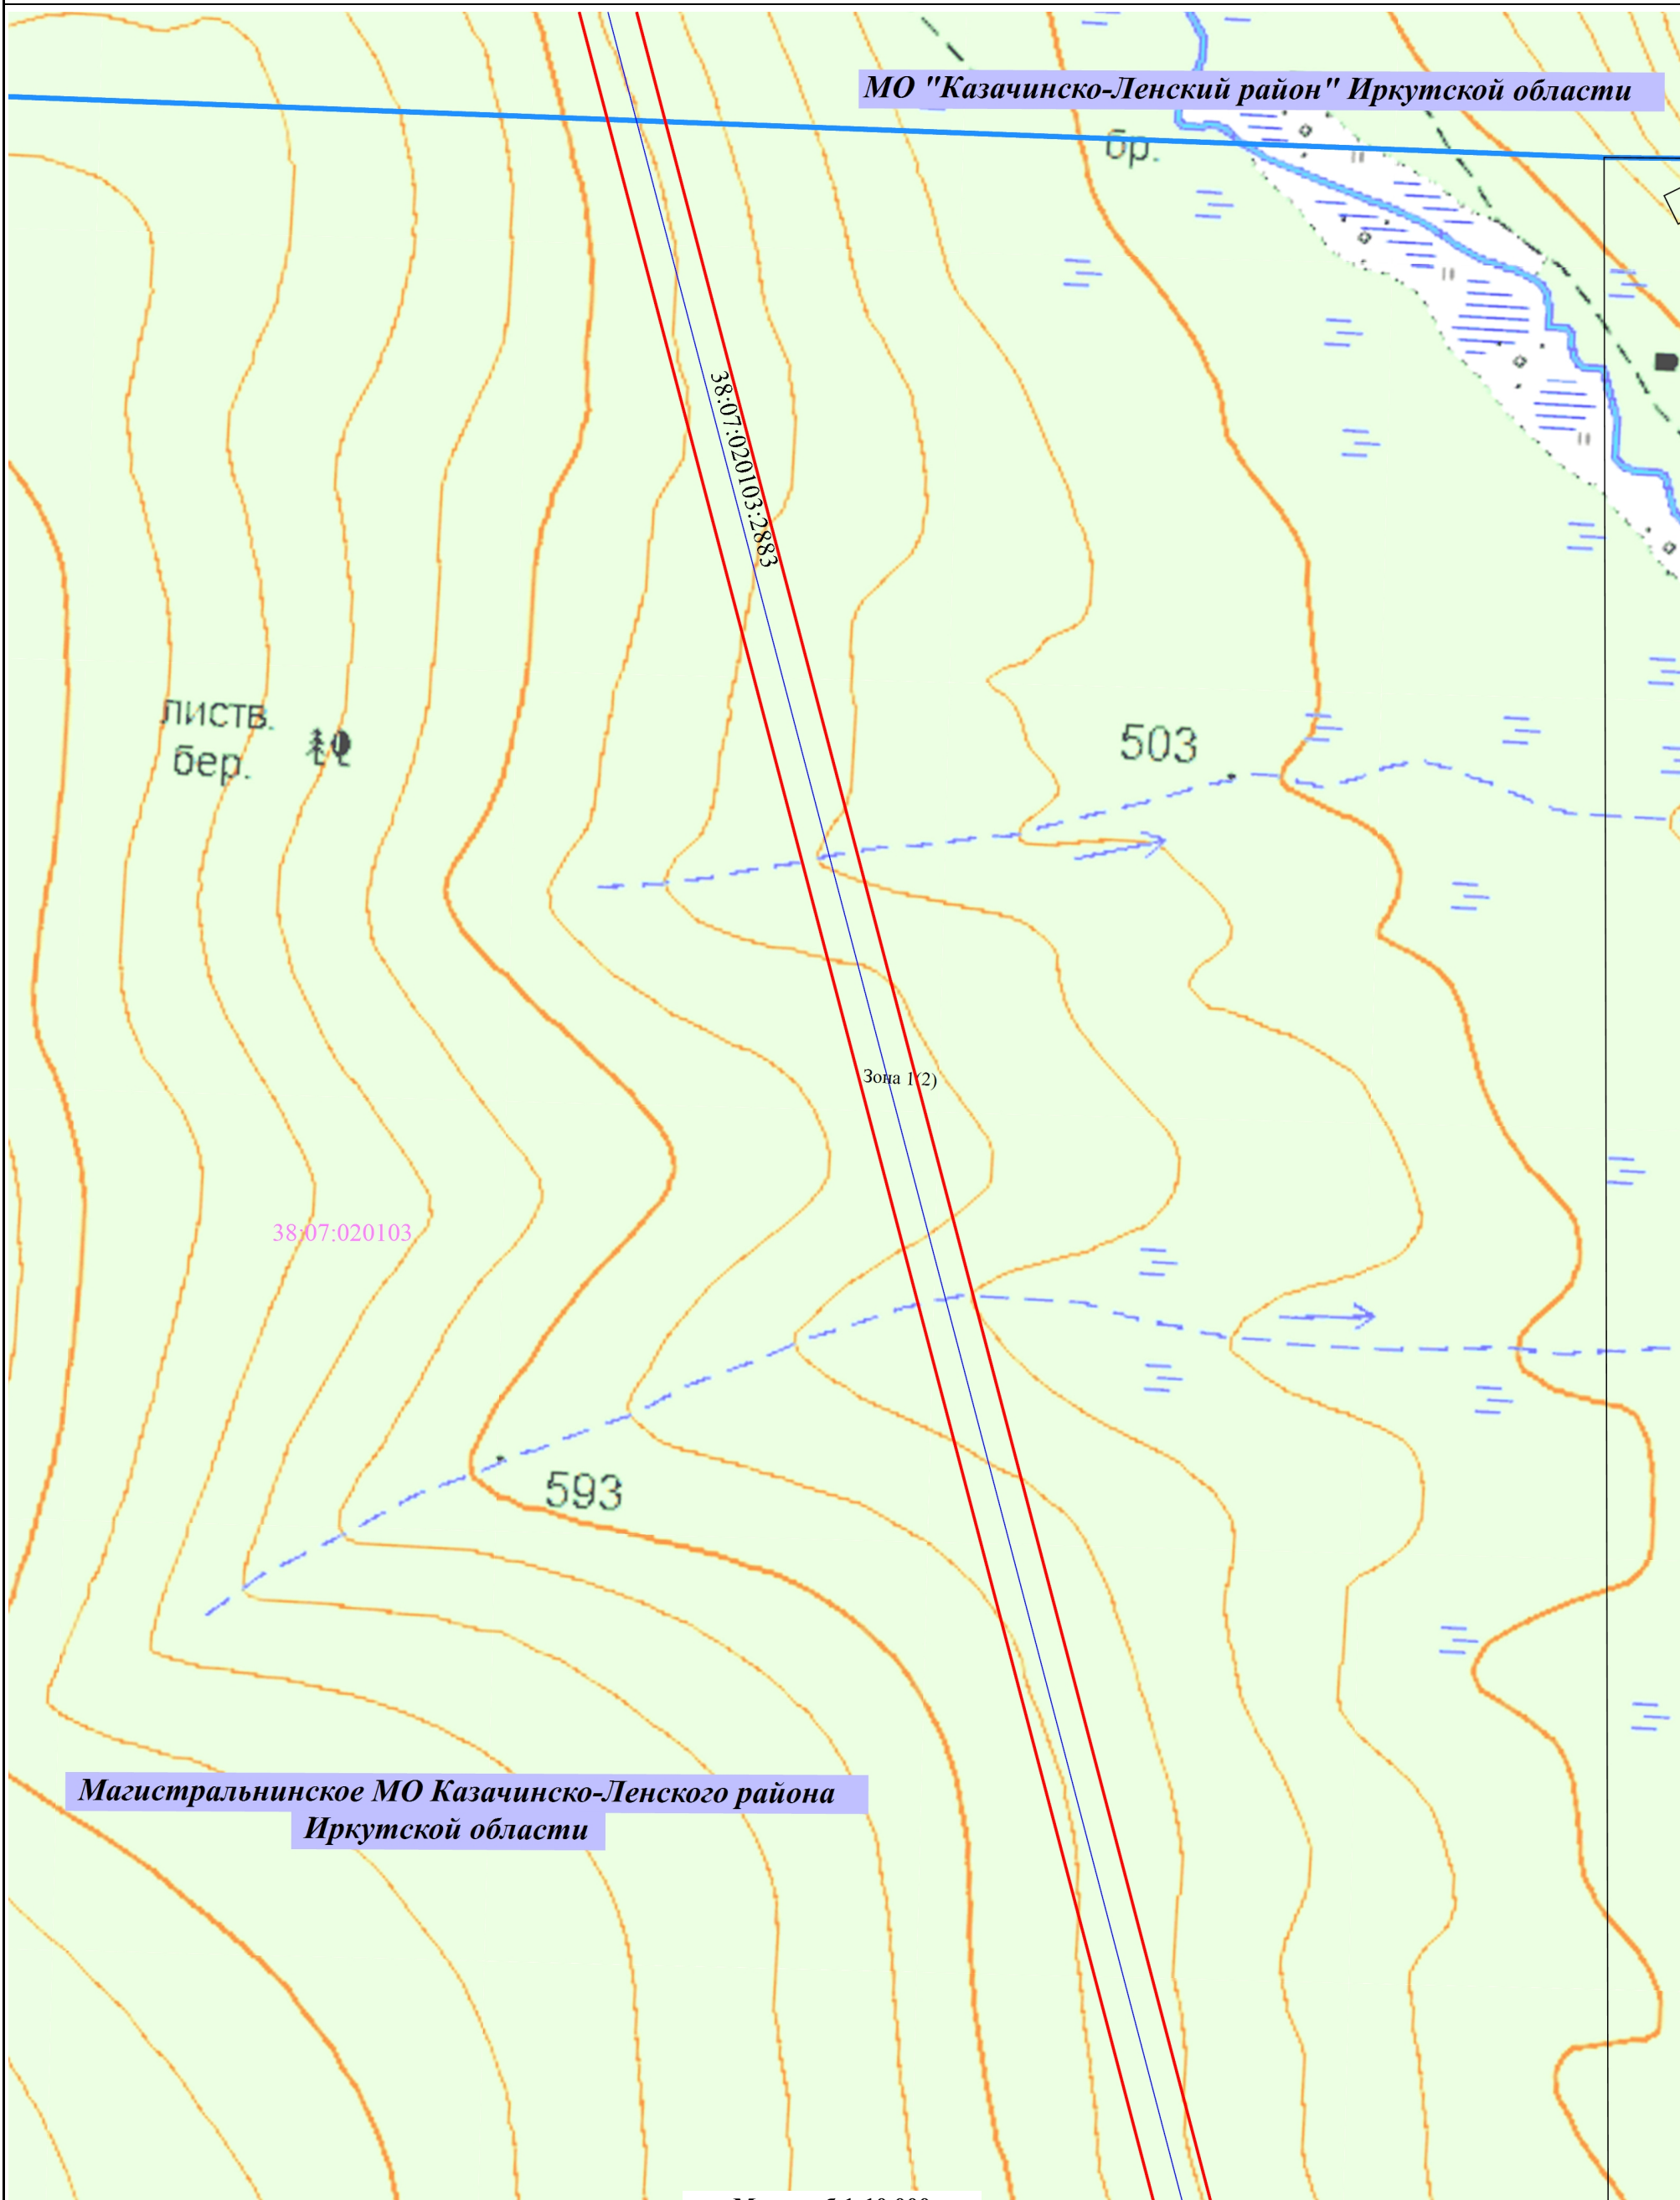 МО "Казачинско-Ленский район" Иркутской области
бр.
38:07:020103:2883
листв.
бер.
503
Зона 1(2)
38:07:020103
593
Магистральнинское МО Казачинско-Ленского района
Иркутской области